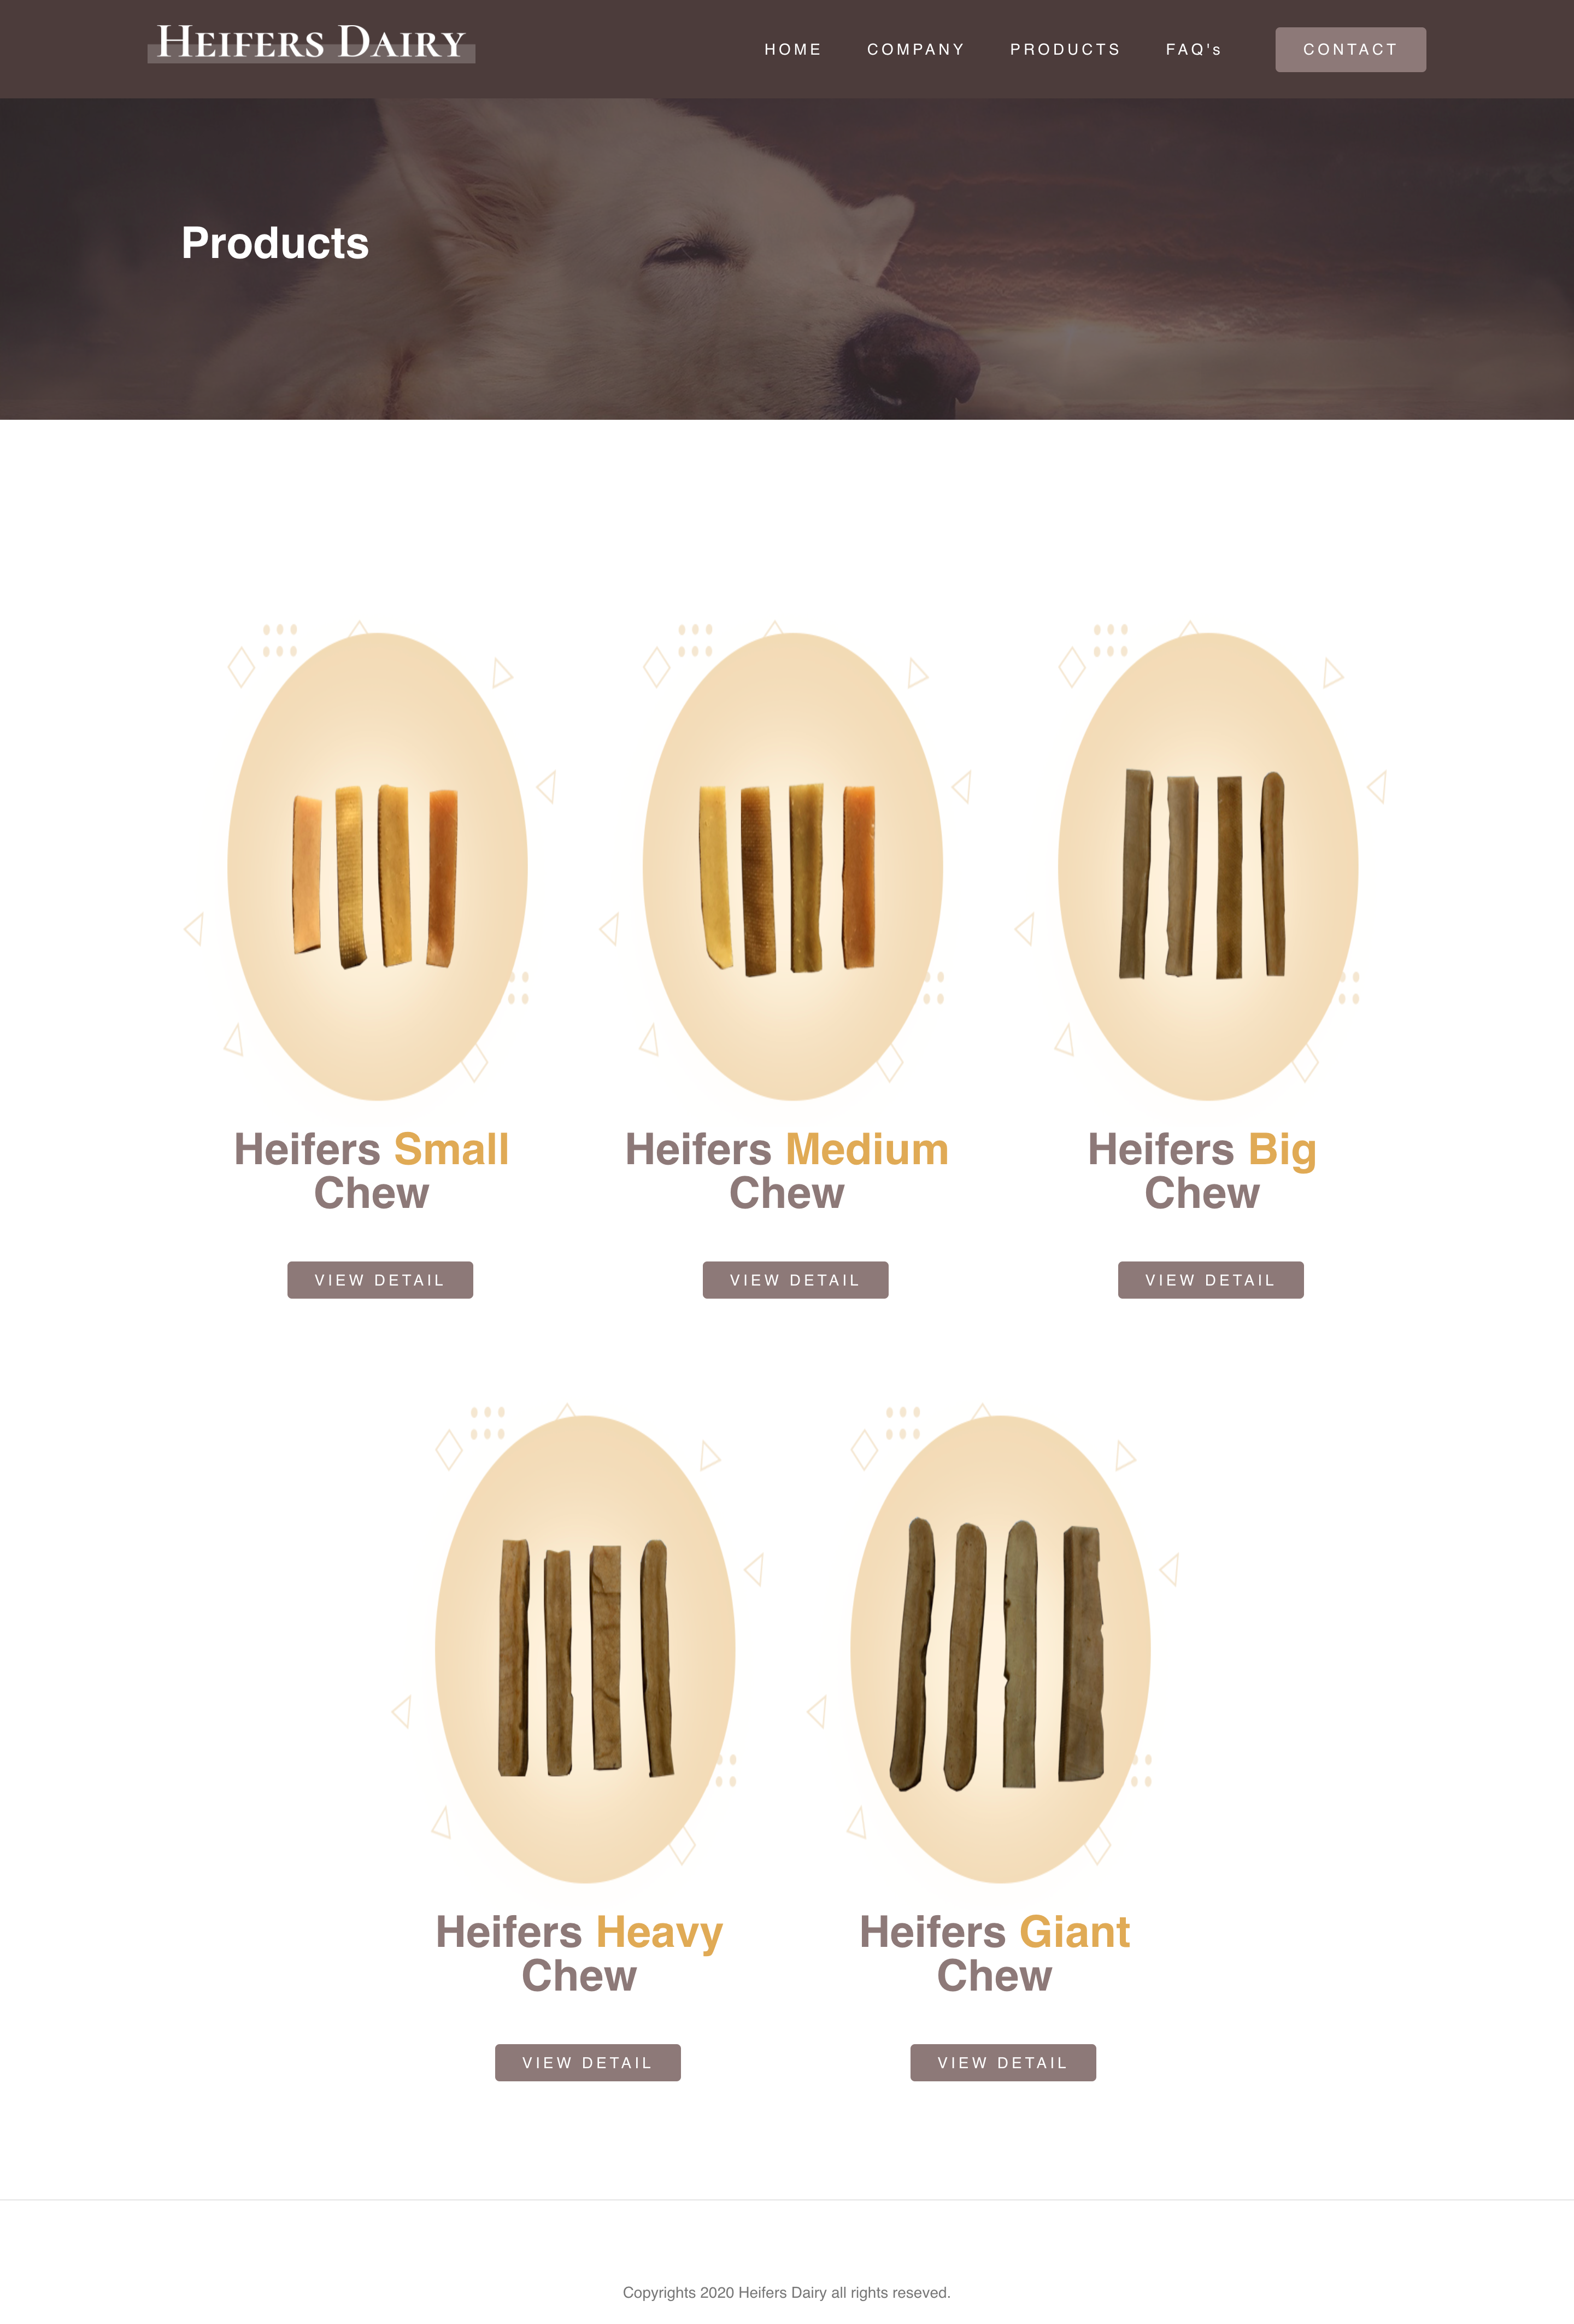 HEIFERS DAIRY
HOME COMPANY PRODUCTS FAQ's CONTACT
Products
Heifers Small
Chew
VIEW DETAIL
Heifers Medium
Chew
VIEW DETAIL
Heifers Big
Chew
VIEW DETAIL
Heifers Heavy
Chew
VIEW DETAIL
Heifers Giant
Chew
VIEW DETAIL
Copyrights 2020 Heifers Dairy all rights reseved.